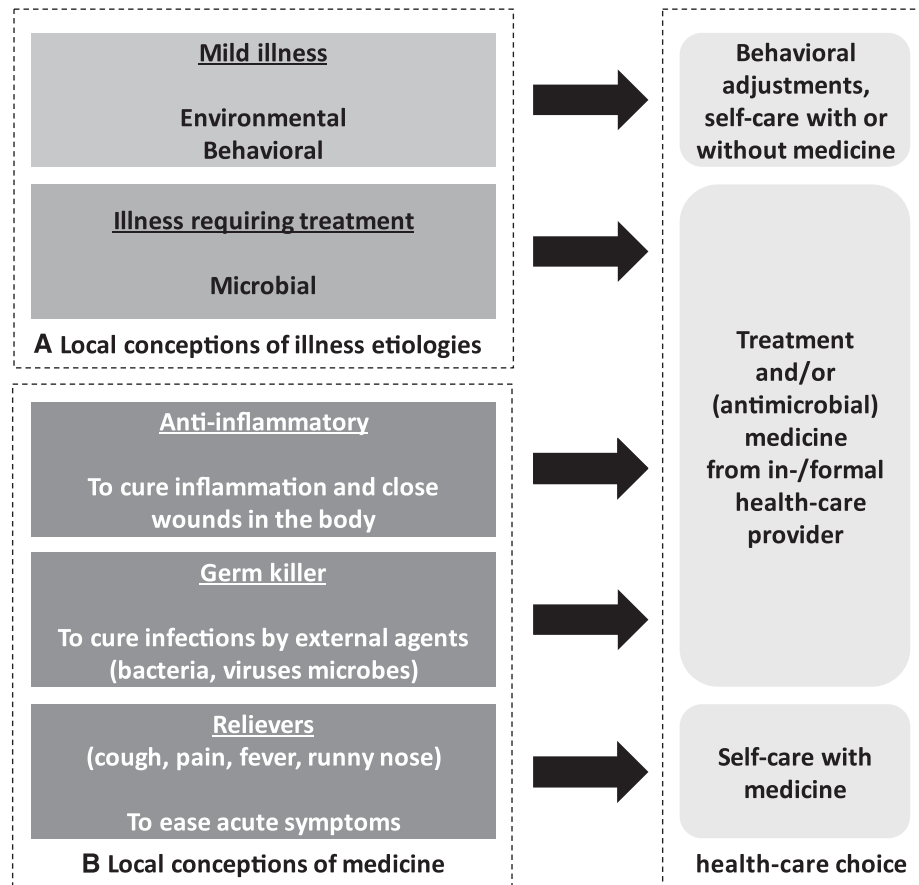 Mild illness
Environmental
Behavioral
Illness requiring treatment
Microbial
A Local conceptions of illness etiologies
Anti-inflammatory
To cure inflammation and close
wounds in the body
Germ killer
To cure infections by external agents
(bacteria, viruses microbes)
Relievers
(cough, pain, fever, runny nose)
To ease acute symptoms
B Local conceptions of medicine
Behavioral
adjustments,
self-care with or
without medicine
Treatment
and/or
(antimicrobial)
medicine
from in-/formal
health-care
provider
Self-care with
medicine
health-care choice